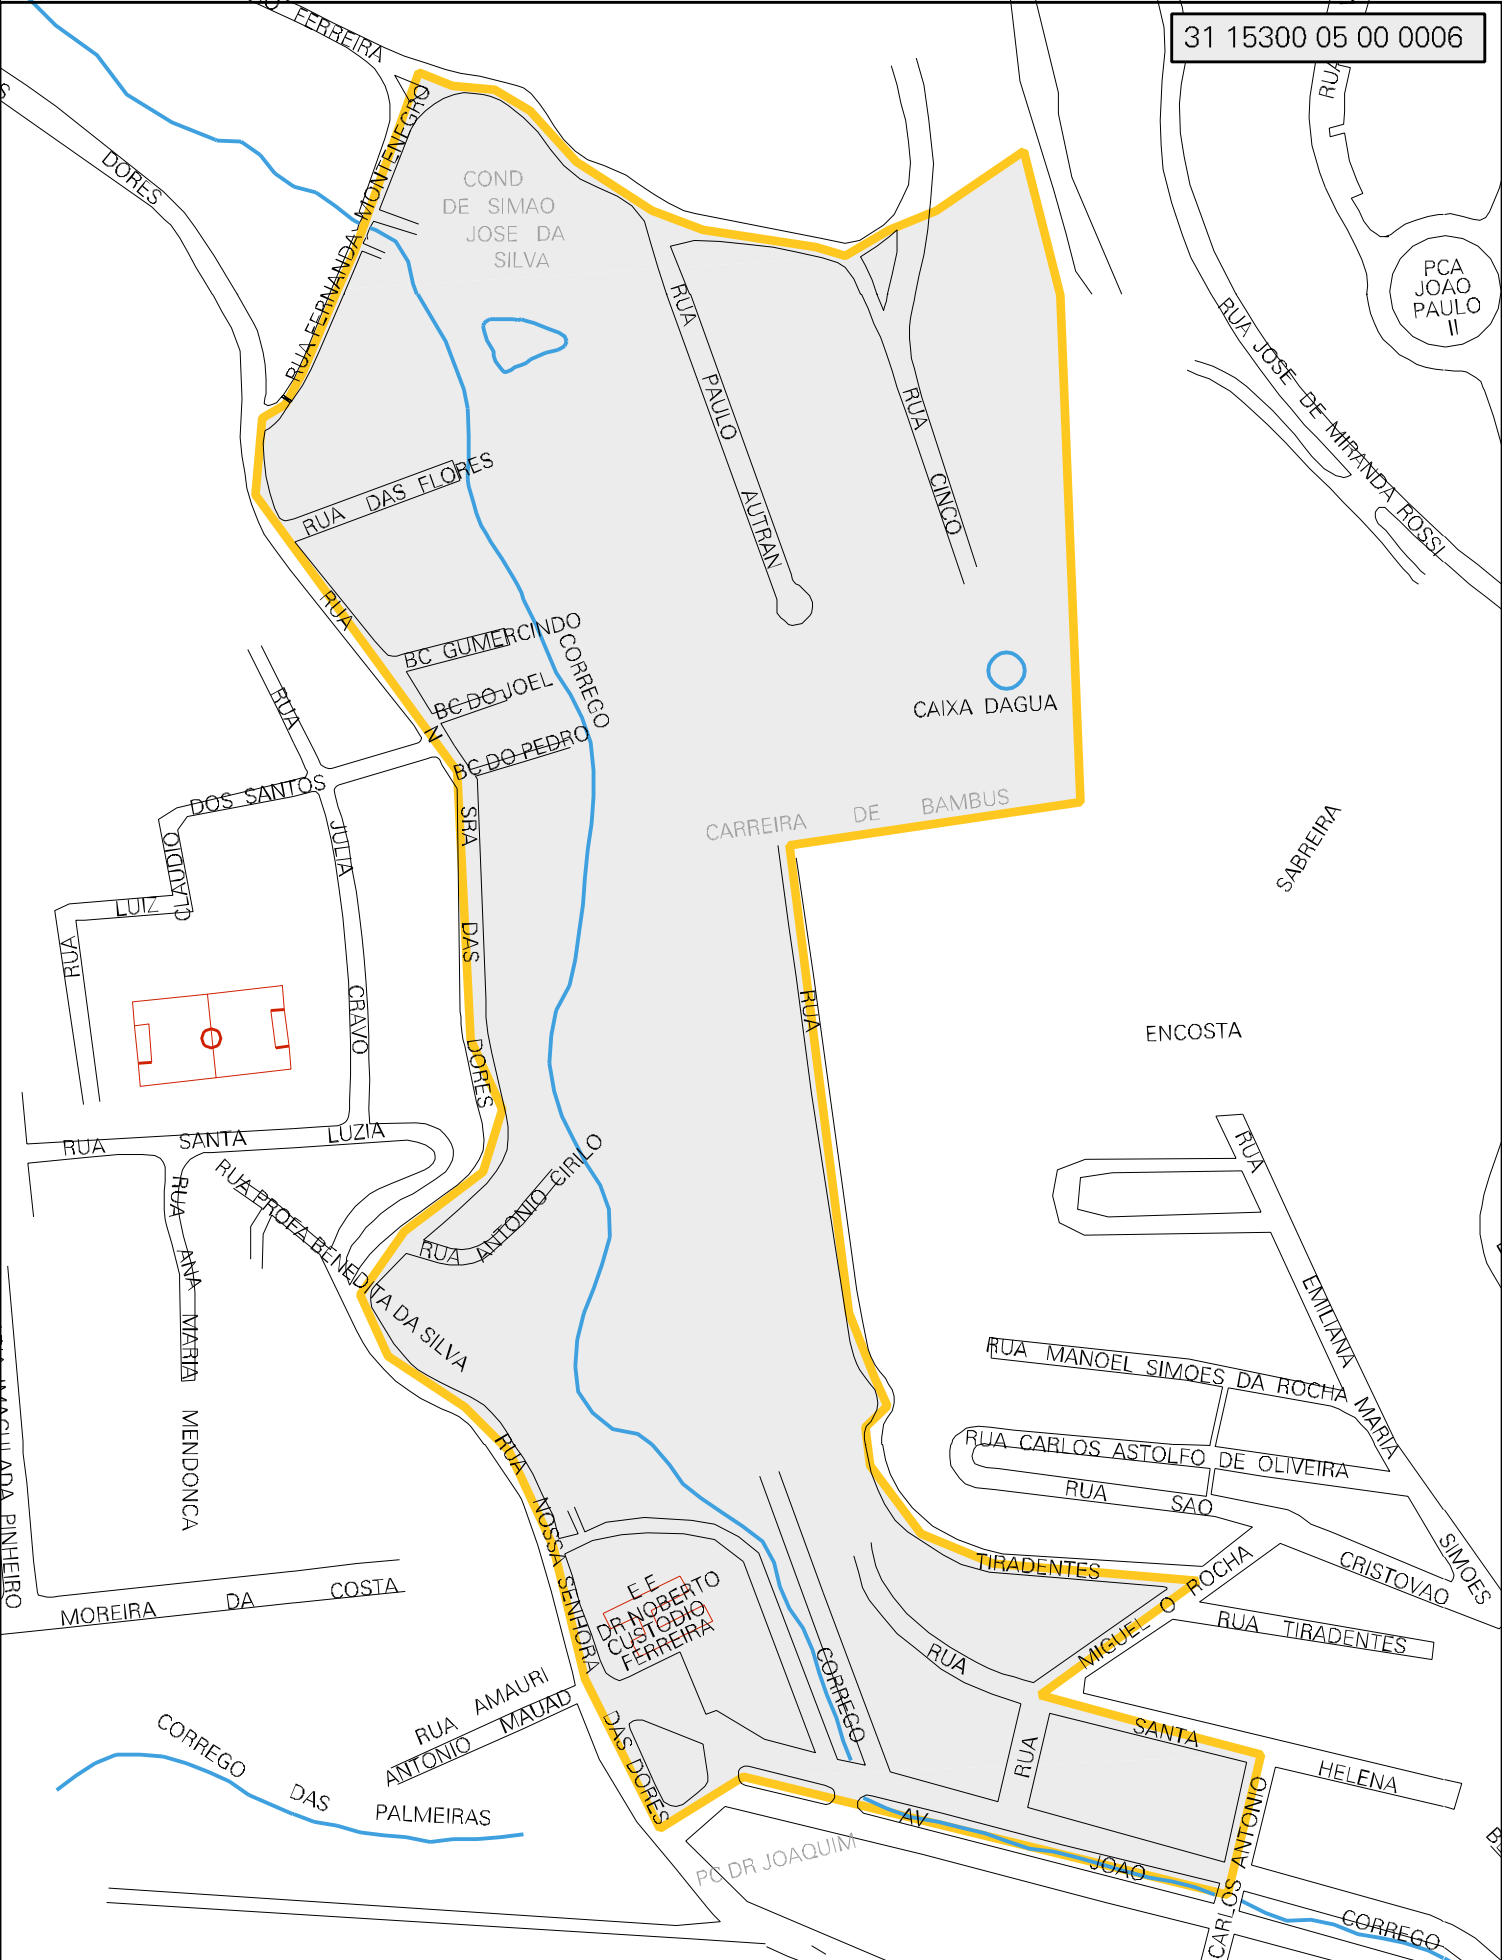 FERREIRA
31 15300 05 00 0006
RUA
DORES
RUA FERNANDA MONTENEGRO
COND
DE SIMAO
JOSE DA
SILVA
PCA
JOAO
PAULO
II
RUA JOSE DE MIRANDA ROSSI
RUA PAULO AUTRAN
RUA CINCO
RUA DAS FLORES
RUA N SRA DAS DORES
BC GUMERCINDO
BC DO JOEL
BC DO PEDRO
CORREGO
CAIXA DAGUA
CARREIRA DE BAMBUS
SABREIRA
RUA JULIA CRAVO
RUA LUIZ CLAUDIO DOS SANTOS
RUA
ENCOSTA
RUA SANTA LUZIA
RUA PROFA BENEDITA DA SILVA
RUA ANA MARIA MENDONCA
RUA ANTONIO CIRILO
RUA EMILIANA MARIA SIMOES
RUA MANOEL SIMOES DA ROCHA
RUA CARLOS ASTOLFO DE OLIVEIRA
RUA SAO CRISTOVAO
IMACULADA PINHEIRO
MOREIRA DA COSTA
RUA NOSSA SENHORA DAS DORES
E E
DR NOBERTO
CUSTODIO
FERREIRA
TIRADENTES
RUA MIGUEL O ROCHA
RUA TIRADENTES
CORREGO
RUA AMAURI
ANTONIO MAUAD
CORREGO DAS PALMEIRAS
RUA SANTA HELENA
CARLOS ANTONIO
AV JOAO
PC DR JOAQUIM
CORREGO